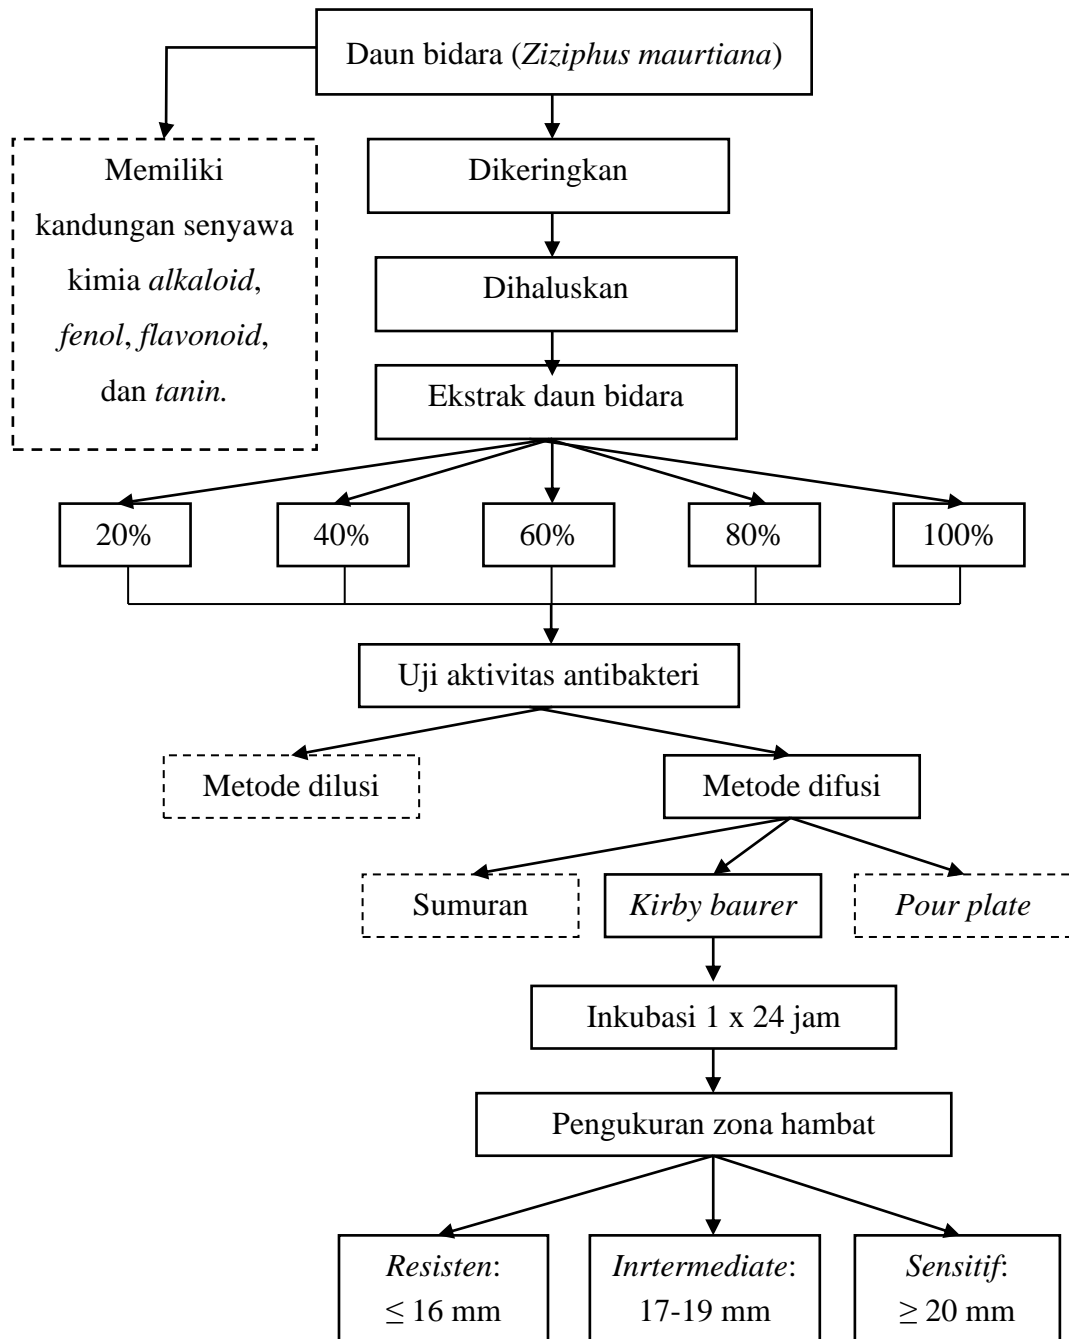 Daun bidara (Ziziphus maurtiana)
Memiliki
kandungan senyawa
kimia alkaloid,
fenol, flavonoid,
dan tanin.
Dikeringkan
Dihaluskan
Ekstrak daun bidara
20%
40%
60%
80%
100%
Uji aktivitas antibakteri
Metode dilusi
Metode difusi
Sumuran
Kirby baurer
Pour plate
Inkubasi 1 x 24 jam
Pengukuran zona hambat
Resisten:
≤ 16 mm
Inrtermediate:
17-19 mm
Sensitif:
≥ 20 mm